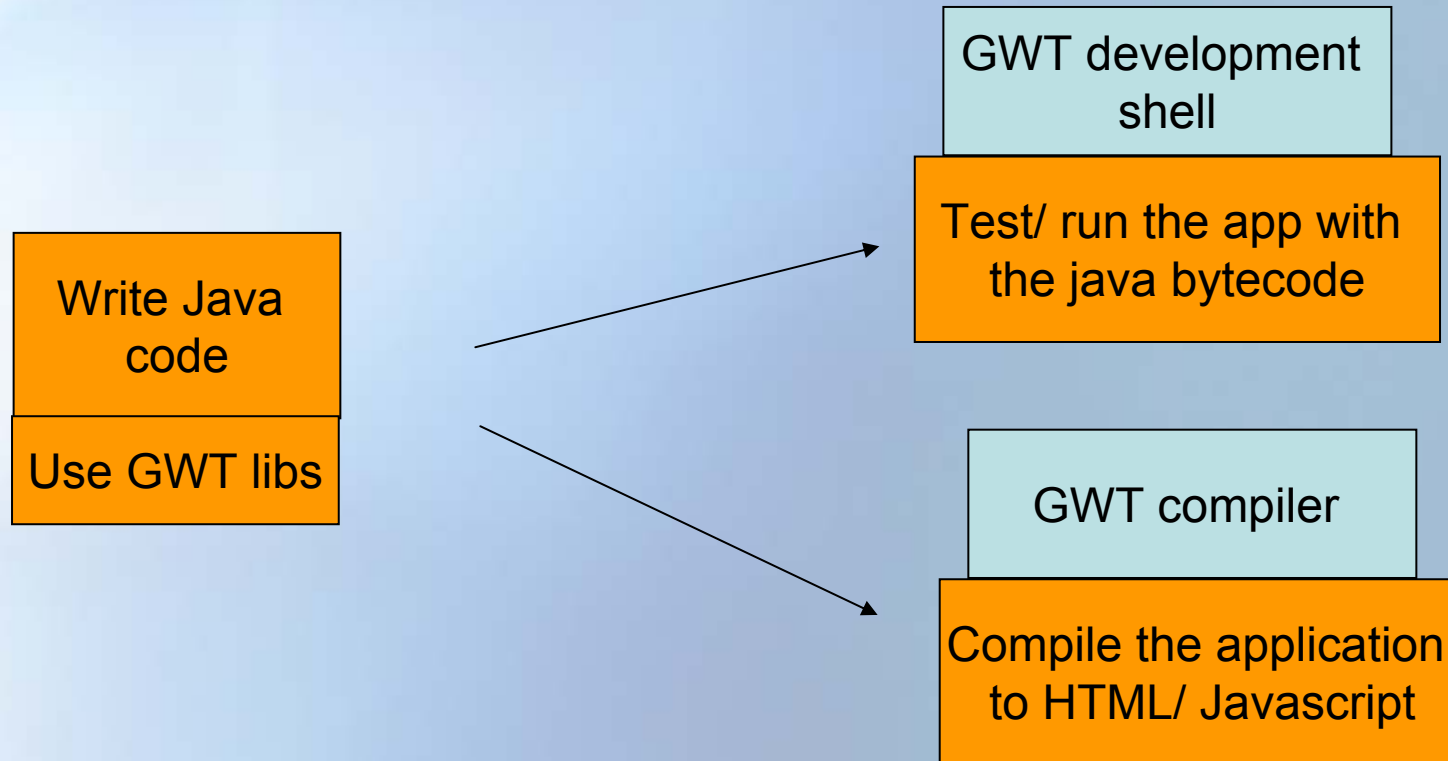 Write Java
code
Use GWT libs
GWT development
shell
Test/ run the app with
the java bytecode
GWT compiler
Compile the application
to HTML/ Javascript